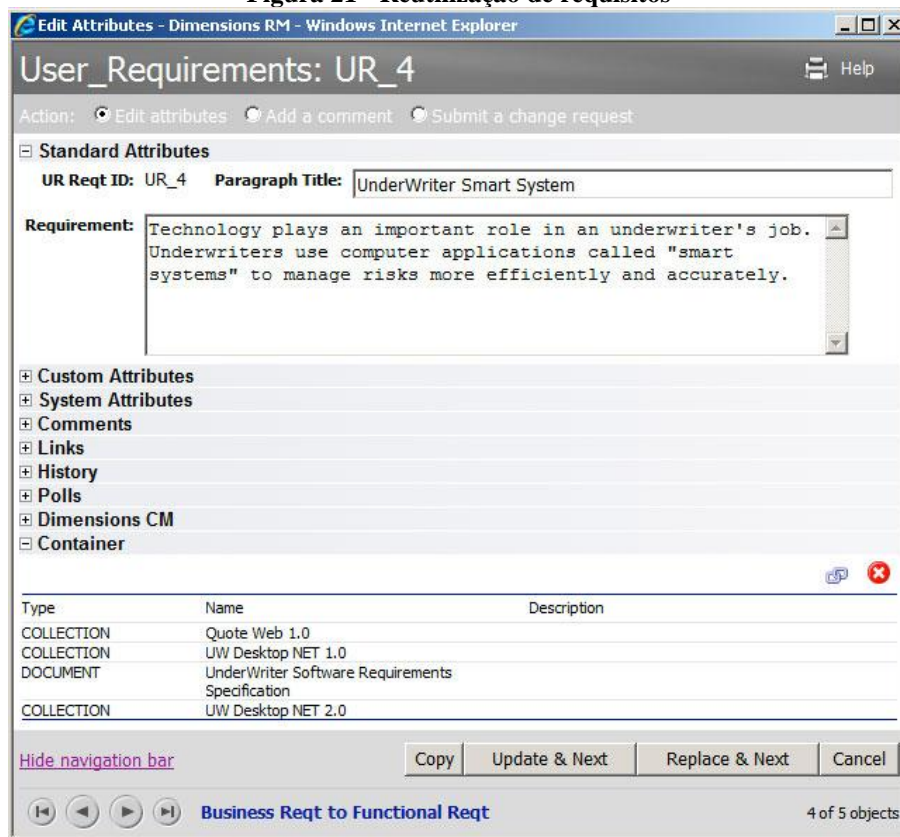 Figura 21 - Reutilização de requisitos
Edit Attributes - Dimensions RM - Windows Internet Explorer
User_Requirements: UR_4
Help
Action: Edit attributes Add a comment Submit a change request
Standard Attributes
UR Reqt ID: UR_4 Paragraph Title: UnderWriter Smart System
Requirement: Technology plays an important role in an underwriter's job.
Underwriters use computer applications called "smart
systems" to manage risks more efficiently and accurately.
Custom Attributes
System Attributes
Comments
Links
History
Polls
Dimensions CM
Container
Type Name Description
COLLECTION Quote Web 1.0
COLLECTION UW Desktop NET 1.0
DOCUMENT UnderWriter Software Requirements
Specification
COLLECTION UW Desktop NET 2.0
Hide navigation bar Copy Update & Next Replace & Next Cancel
Business Reqt to Functional Reqt 4 of 5 objects